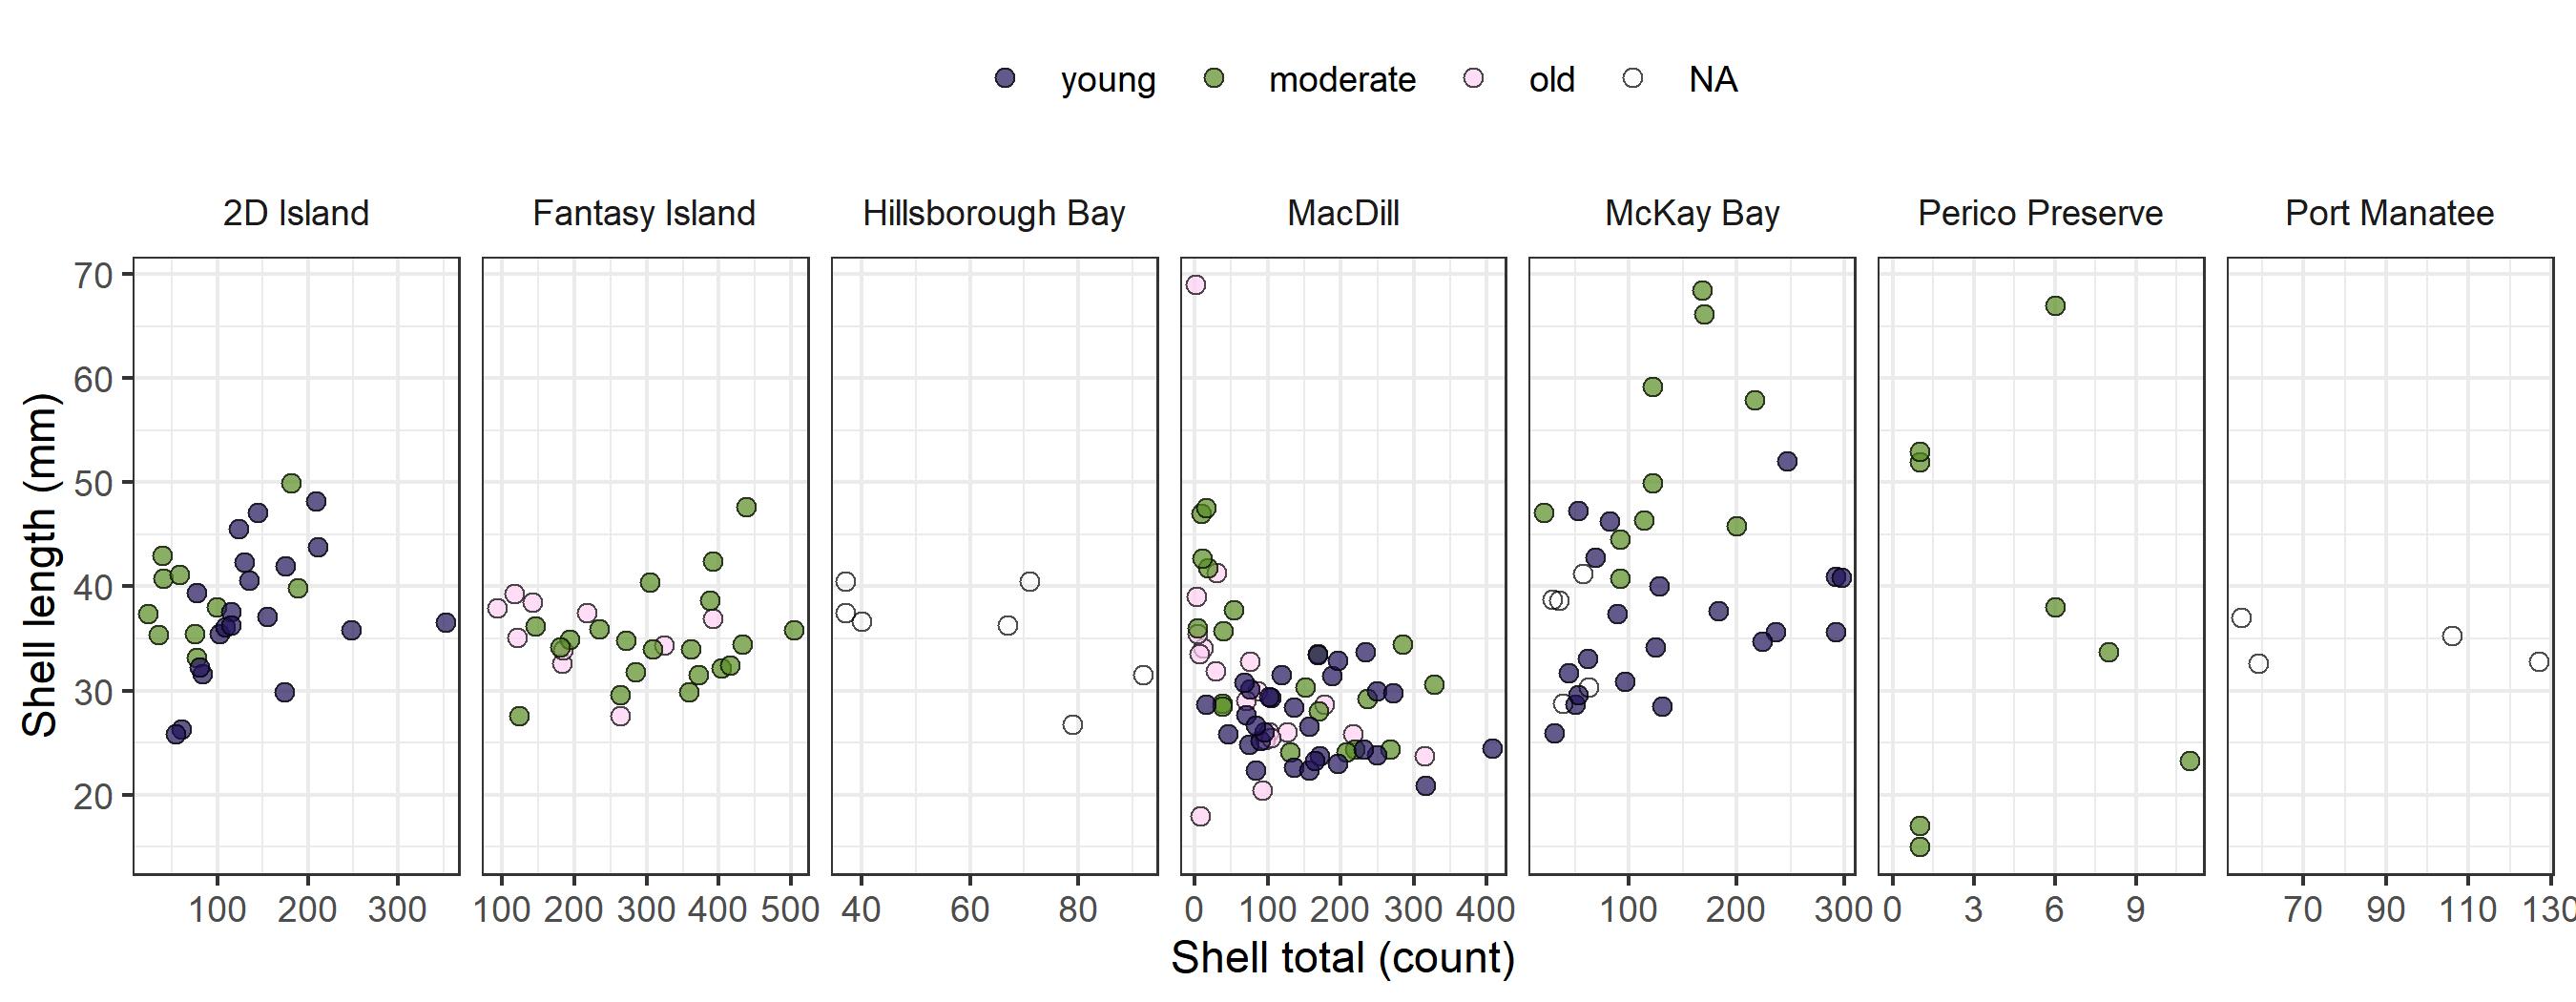 young moderate old NA
2D Island Fantasy Island Hillsborough Bay MacDill McKay Bay Perico Preserve Port Manatee
70
60
50
40
30
20
Shell length (mm)
100 200 300 100 200 300 400 500 40 60 80 0 100 200 300 400 100 200 300 0 3 6 9 70 90 110 130
Shell total (count)